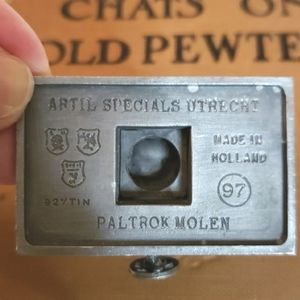 CHATS ON
OLD PEWTE
ARTIL SPECIALS UTRECHT
MADE IN
HOLLAND
97
92% TIN
PALTROK MOLEN